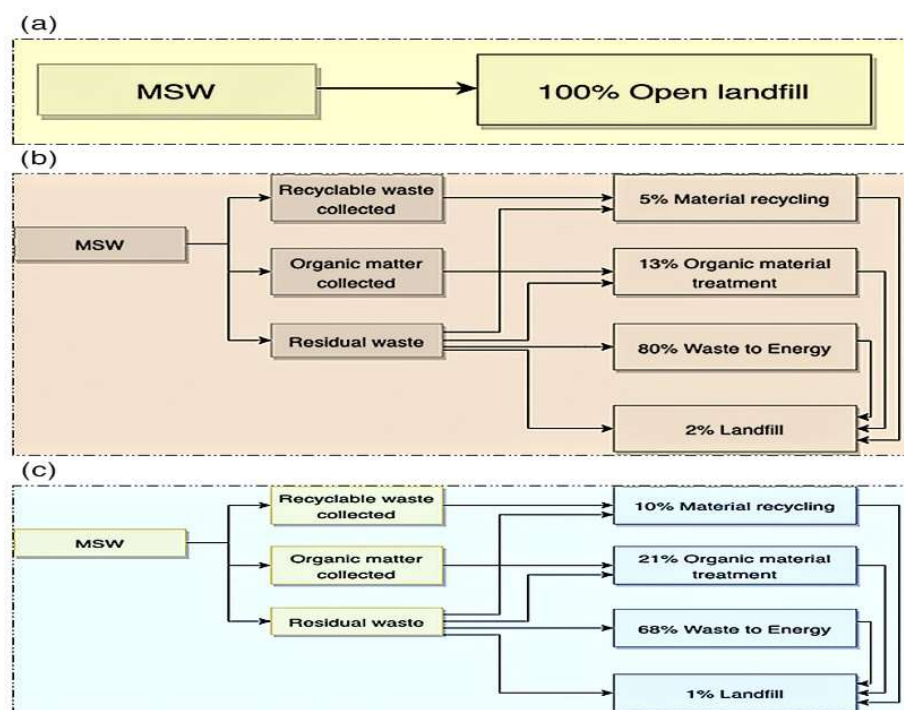 (a)
MSW
100% Open landfill
(b)
Recyclable waste
collected
5% Material recycling
MSW
Organic matter
collected
13% Organic material
treatment
Residual waste
80% Waste to Energy
2% Landfill
(c)
Recyclable waste
collected
10% Material recycling
MSW
Organic matter
collected
21% Organic material
treatment
Residual waste
68% Waste to Energy
1% Landfill